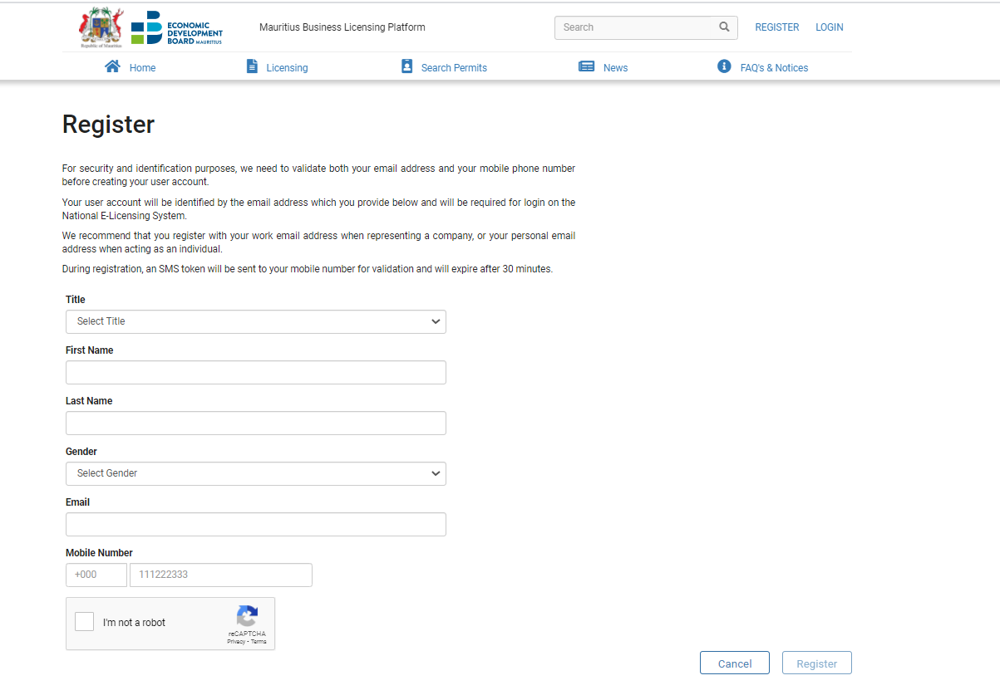 Republic of Mauritius
ECONOMIC
DEVELOPMENT
BOARD MAURITIUS
Mauritius Business Licensing Platform
Search
REGISTER
LOGIN
Home
Licensing
Search Permits
News
FAQ's & Notices
Register
For security and identification purposes, we need to validate both your email address and your mobile phone number
before creating your user account.
Your user account will be identified by the email address which you provide below and will be required for login on the
National E-Licensing System.
We recommend that you register with your work email address when representing a company, or your personal email
address when acting as an individual.
During registration, an SMS token will be sent to your mobile number for validation and will expire after 30 minutes.
Title
Select Title
First Name
Last Name
Gender
Select Gender
Email
Mobile Number
+000
111222333
I'm not a robot
reCAPTCHA
Privacy - Terms
Cancel
Register